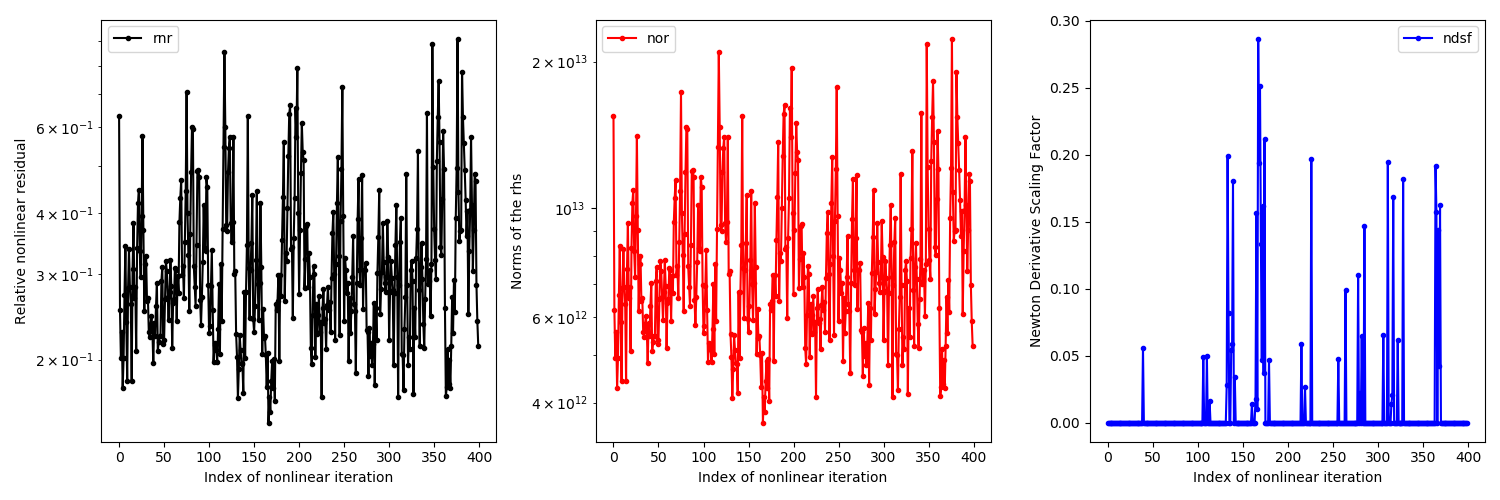 rnr
Relative nonlinear residual
6 × 10⁻¹
4 × 10⁻¹
3 × 10⁻¹
2 × 10⁻¹
0 50 100 150 200 250 300 350 400
Index of nonlinear iteration
nor
Norms of the rhs
2 × 10¹³
10¹³
6 × 10¹²
4 × 10¹²
0 50 100 150 200 250 300 350 400
Index of nonlinear iteration
ndsf
Newton Derivative Scaling Factor
0.30
0.25
0.20
0.15
0.10
0.05
0.00
0 50 100 150 200 250 300 350 400
Index of nonlinear iteration